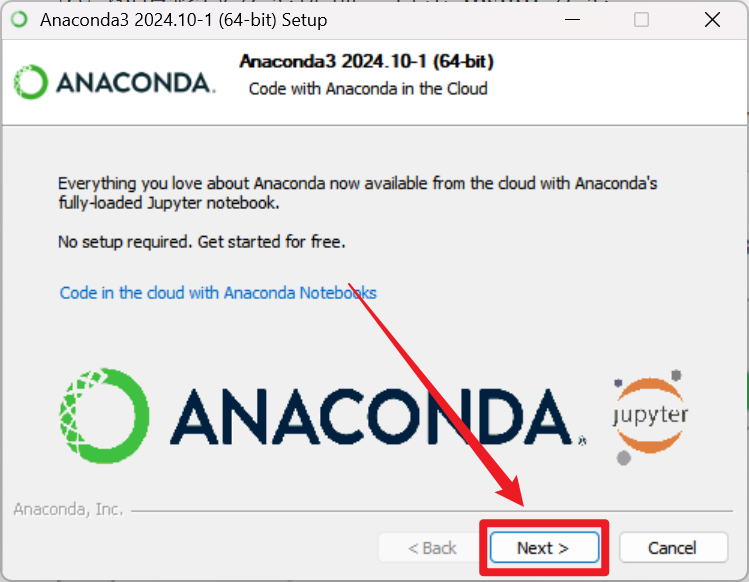 Anaconda3 2024.10-1 (64-bit) Setup
ANACONDA.
Anaconda3 2024.10-1 (64-bit)
Code with Anaconda in the Cloud
Everything you love about Anaconda now available from the cloud with Anaconda's
fully-loaded Jupyter notebook.
No setup required. Get started for free.
Code in the cloud with Anaconda Notebooks
ANACONDA®
jupyter
Anaconda, Inc.
< Back
Next >
Cancel